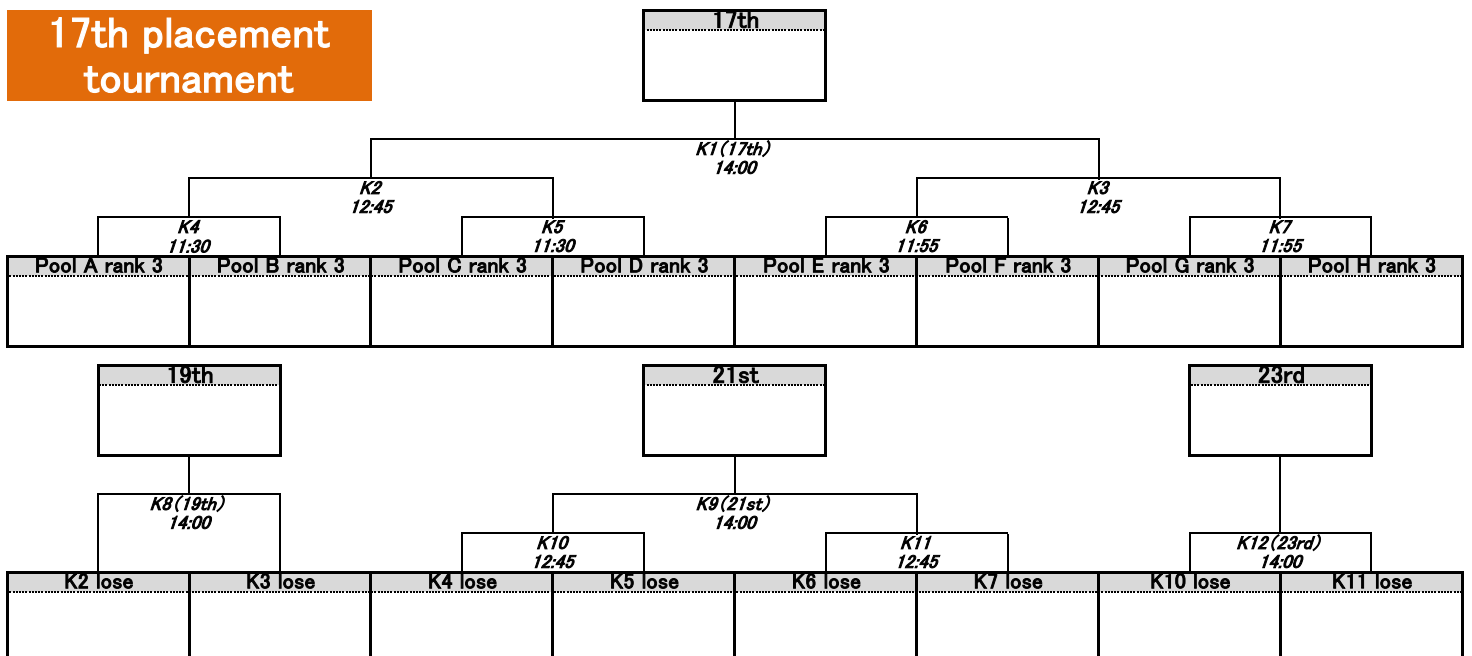 17th placement
tournament
17th
K1(17th)
14:00
K2
12:45
K3
12:45
K4
11:30
K5
11:30
K6
11:55
K7
11:55
Pool A rank 3
Pool B rank 3
Pool C rank 3
Pool D rank 3
Pool E rank 3
Pool F rank 3
Pool G rank 3
Pool H rank 3
19th
21st
23rd
K8(19th)
14:00
K9(21st)
14:00
K10
12:45
K11
12:45
K12(23rd)
14:00
K2 lose
K3 lose
K4 lose
K5 lose
K6 lose
K7 lose
K10 lose
K11 lose